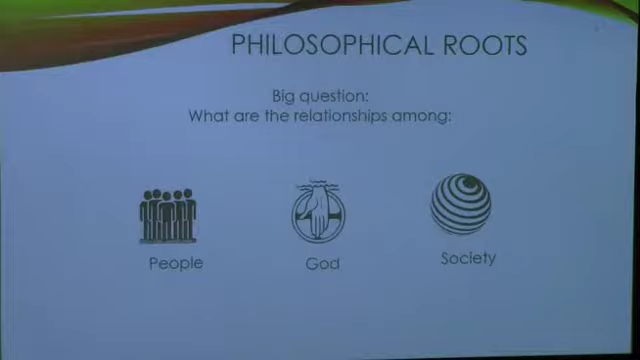 PHILOSOPHICAL ROOTS
Big question:
What are the relationships among:
People
God
Society